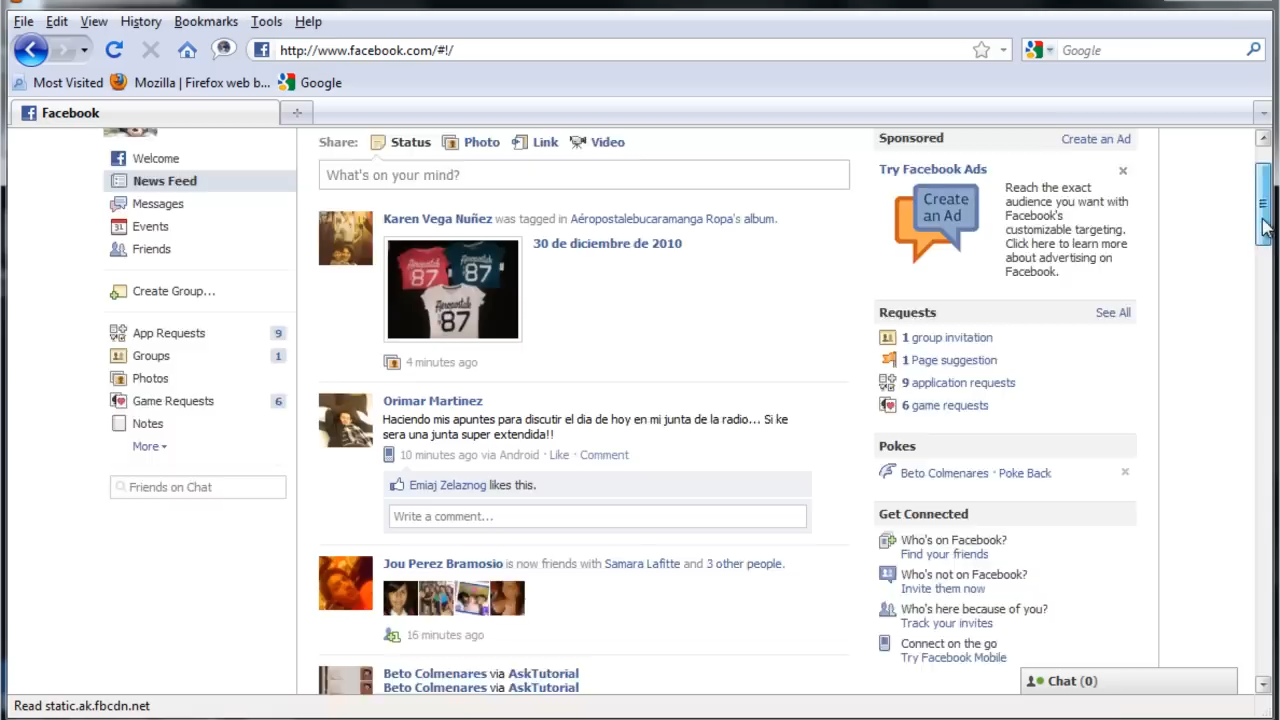 File Edit View History Bookmarks Tools Help
http://www.facebook.com/#!/
Google
Most Visited Mozilla | Firefox web b... Google
Facebook
Welcome
News Feed
Messages
Events
Friends
Create Group...
App Requests 9
Groups 1
Photos
Game Requests 6
Notes
More
Friends on Chat
Share: Status Photo Link Video
What's on your mind?
Karen Vega Nuñez was tagged in Aéropostalebucaramanga Ropa's album.
30 de diciembre de 2010
87
87
Aéropostale
87
4 minutes ago
Orimar Martinez
Haciendo mis apuntes para discutir el dia de hoy en mi junta de la radio... Si ke
sera una junta super extendida!!
10 minutes ago via Android · Like · Comment
Emiaj Zelaznog likes this.
Write a comment...
Jou Perez Bramosio is now friends with Samara Lafitte and 3 other people.
16 minutes ago
Beto Colmenares via AskTutorial
Beto Colmenares via AskTutorial
Sponsored Create an Ad
Try Facebook Ads
Create
an Ad
Reach the exact
audience you want with
Facebook's
customizable targeting.
Click here to learn more
about advertising on
Facebook.
Requests See All
1 group invitation
1 Page suggestion
9 application requests
6 game requests
Pokes
Beto Colmenares · Poke Back
Get Connected
Who's on Facebook?
Find your friends
Who's not on Facebook?
Invite them now
Who's here because of you?
Track your invites
Connect on the go
Try Facebook Mobile
Chat (0)
Read static.ak.fbcdn.net